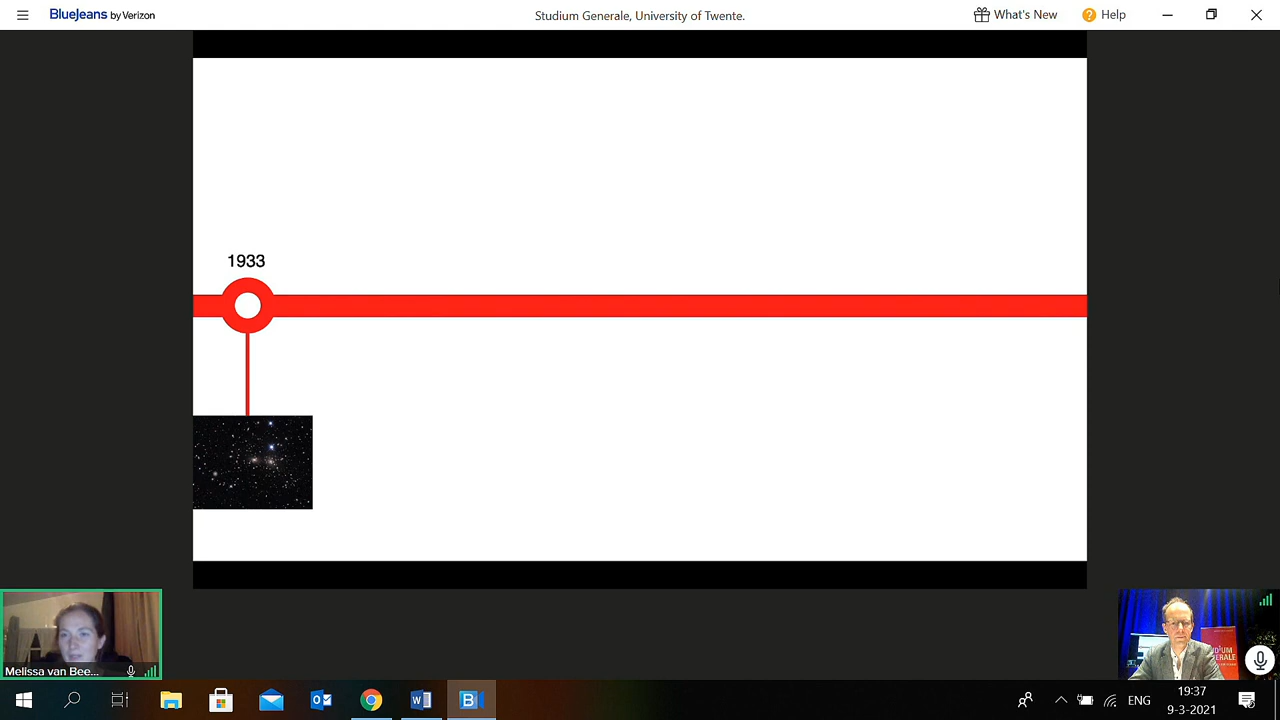 BlueJeans by Verizon
Studium Generale, University of Twente.
What's New
Help
1933
Melissa van Bee...
ENG
19:37
9-3-2021